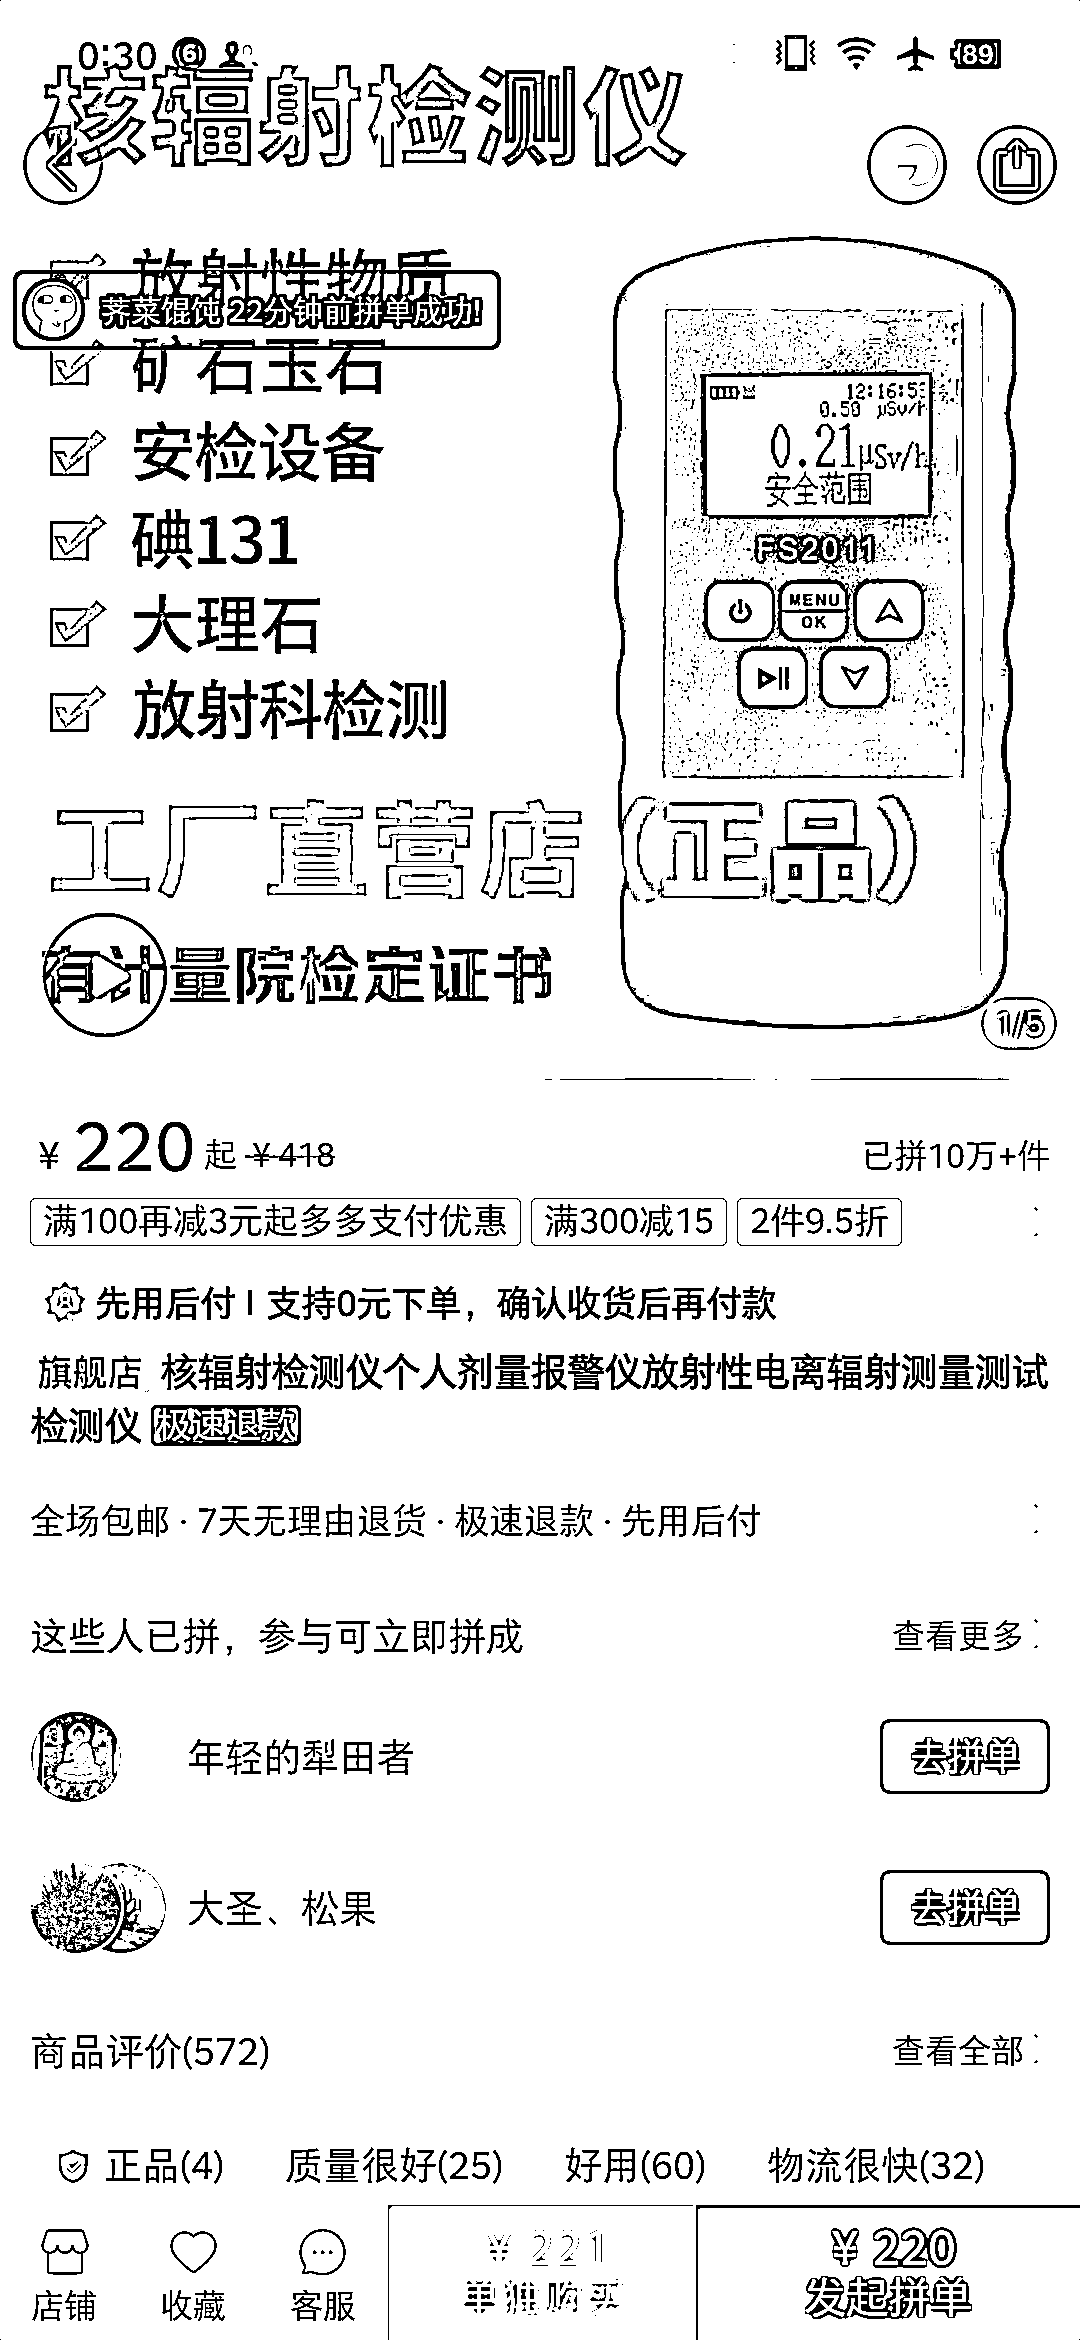 0:30 6 89
核辐射检测仪
放射性物质
荠菜馄饨 22分钟前拼单成功!
矿石玉石
安检设备
碘131
大理石
放射科检测
12:16:5
0.50 μSv/h
0.21μSv/h
安全范围
FS2011
MENU
OK
工厂直营店(正品)
有计量院检定证书
1/5
¥ 220 起 ¥418 已拼10万+件
满100再减3元起多多支付优惠 满300减15 2件9.5折
先用后付 | 支持0元下单，确认收货后再付款
旗舰店 核辐射检测仪个人剂量报警仪放射性电离辐射测量测试
检测仪 极速退款
全场包邮 · 7天无理由退货 · 极速退款 · 先用后付
这些人已拼，参与可立即拼成 查看更多
年轻的犁田者 去拼单
大圣、松果 去拼单
商品评价(572) 查看全部
正品(4) 质量很好(25) 好用(60) 物流很快(32)
¥ 221 ¥ 220
店铺 收藏 客服 单独购买 发起拼单